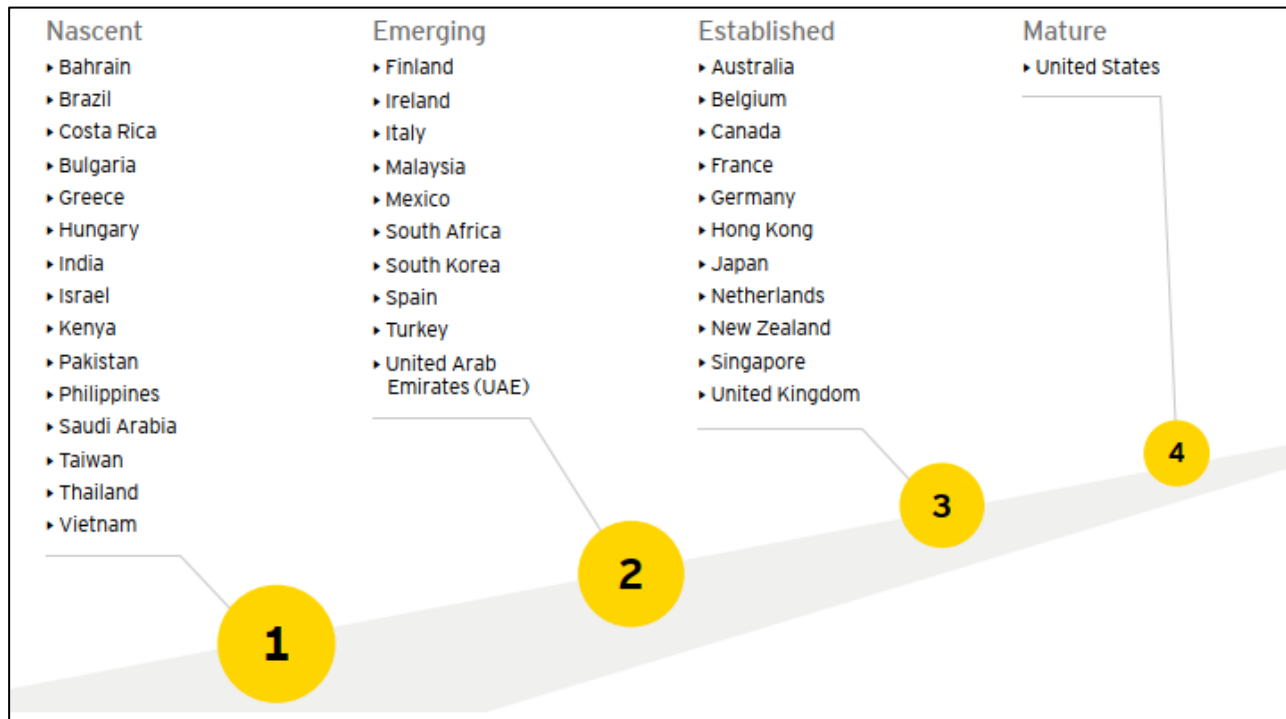 Nascent
▸ Bahrain
▸ Brazil
▸ Costa Rica
▸ Bulgaria
▸ Greece
▸ Hungary
▸ India
▸ Israel
▸ Kenya
▸ Pakistan
▸ Philippines
▸ Saudi Arabia
▸ Taiwan
▸ Thailand
▸ Vietnam
1
Emerging
▸ Finland
▸ Ireland
▸ Italy
▸ Malaysia
▸ Mexico
▸ South Africa
▸ South Korea
▸ Spain
▸ Turkey
▸ United Arab
Emirates (UAE)
2
Established
▸ Australia
▸ Belgium
▸ Canada
▸ France
▸ Germany
▸ Hong Kong
▸ Japan
▸ Netherlands
▸ New Zealand
▸ Singapore
▸ United Kingdom
3
Mature
▸ United States
4